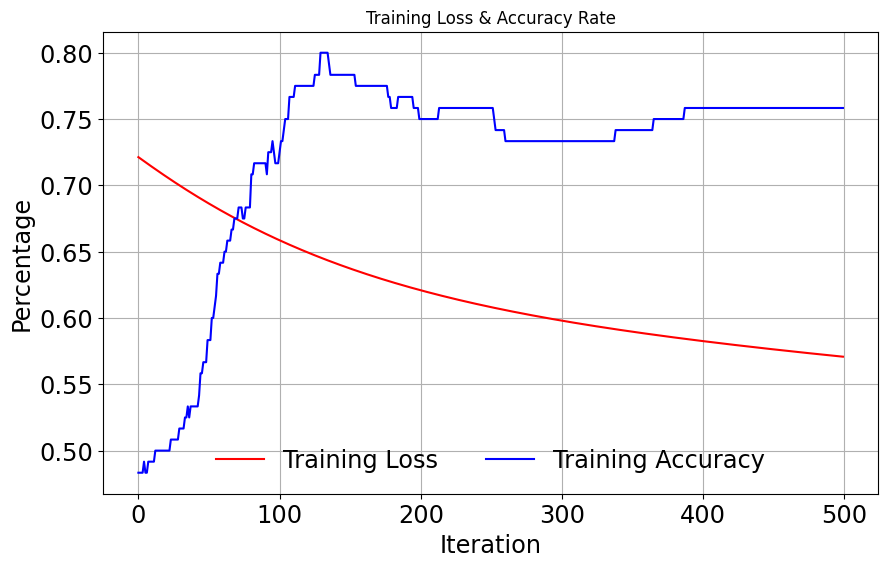 Training Loss & Accuracy Rate
0.80
0.75
0.70
0.65
0.60
0.55
0.50
Percentage
Training Loss
Training Accuracy
0
100
200
300
400
500
Iteration